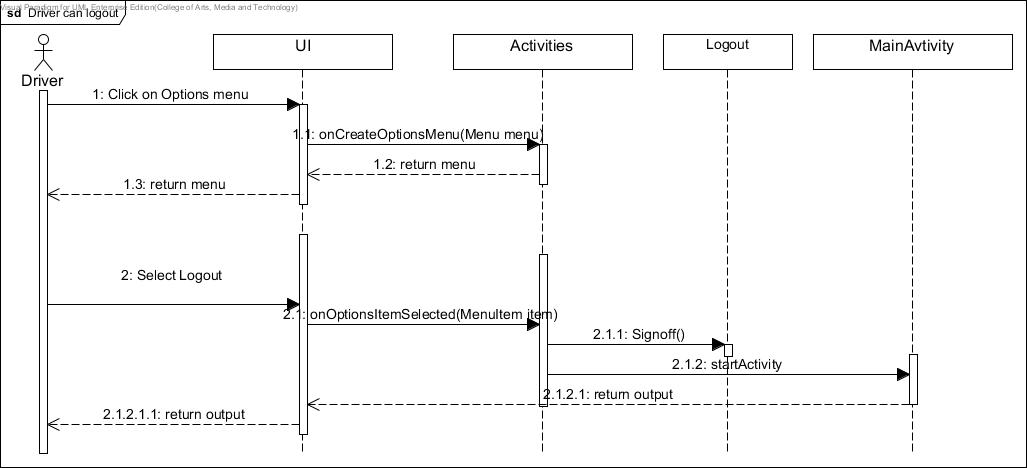 Visual Paradigm for UML Enterprise Edition(College of Arts, Media and Technology)
sd Driver can logout
Driver
UI
Activities
Logout
MainAvtivity
1: Click on Options menu
1.1: onCreateOptionsMenu(Menu menu)
1.2: return menu
1.3: return menu
2: Select Logout
2.1: onOptionsItemSelected(MenuItem item)
2.1.1: Signoff()
2.1.2: startActivity
2.1.2.1: return output
2.1.2.1.1: return output